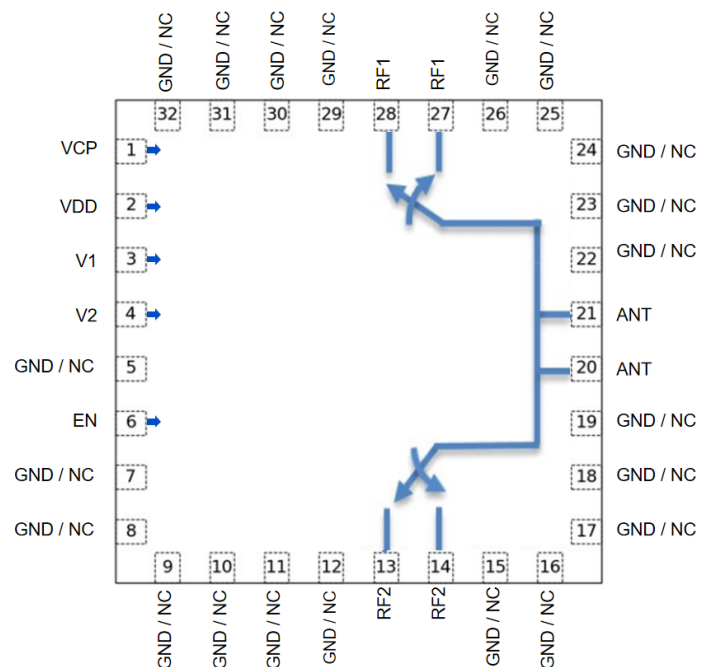 GND / NC
GND / NC
GND / NC
GND / NC
RF1
RF1
GND / NC
GND / NC
32
31
30
29
28
27
26
25
VCP
1
24
GND / NC
VDD
2
23
GND / NC
V1
3
22
GND / NC
V2
4
21
ANT
GND / NC
5
20
ANT
EN
6
19
GND / NC
GND / NC
7
18
GND / NC
GND / NC
8
17
GND / NC
9
10
11
12
13
14
15
16
GND / NC
GND / NC
GND / NC
GND / NC
RF2
RF2
GND / NC
GND / NC